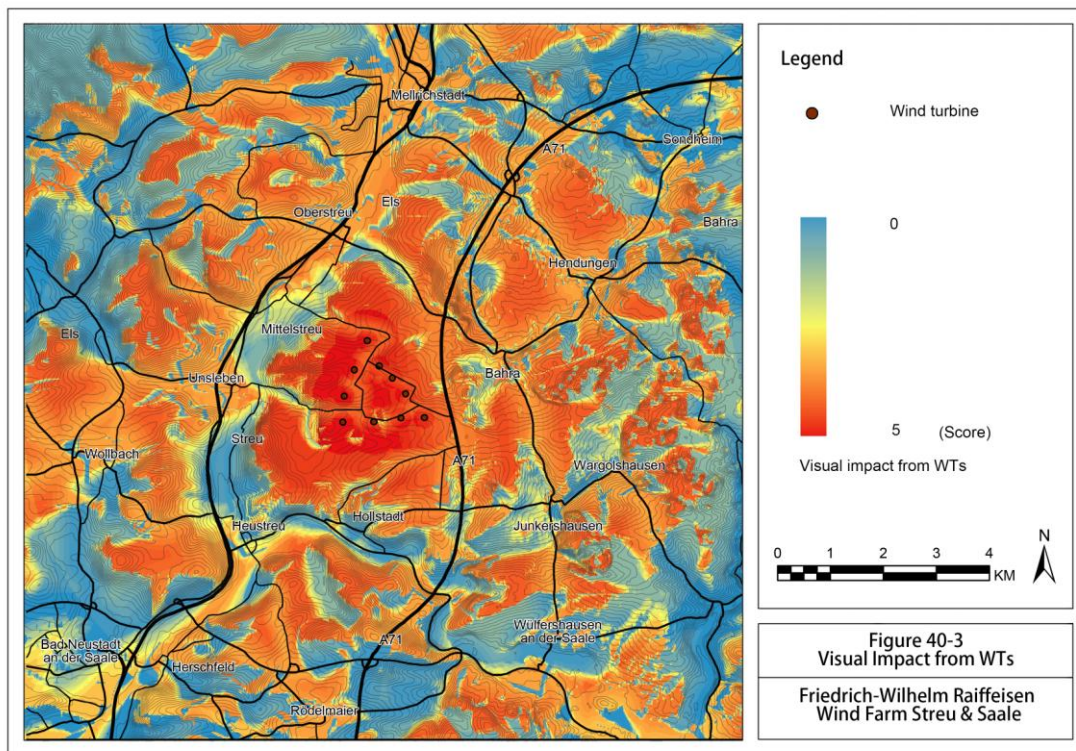 Mellrichstadt
Sondheim
A71
Els
Oberstreu
Bahra
Hendungen
Mittelstreu
Els
Unsleben
Bahra
Streu
Wollbach
A71
Wargolshausen
Hollstadt
Heustreu
Junkershausen
Wülfershausen
an der Saale
A71
Bad Neustadt
an der Saale
Herschfeld
Rödelmaier
Legend
Wind turbine
0
5 (Score)
Visual impact from WTs
N
0 1 2 3 4
KM
Figure 40-3
Visual Impact from WTs
Friedrich-Wilhelm Raiffeisen
Wind Farm Streu & Saale